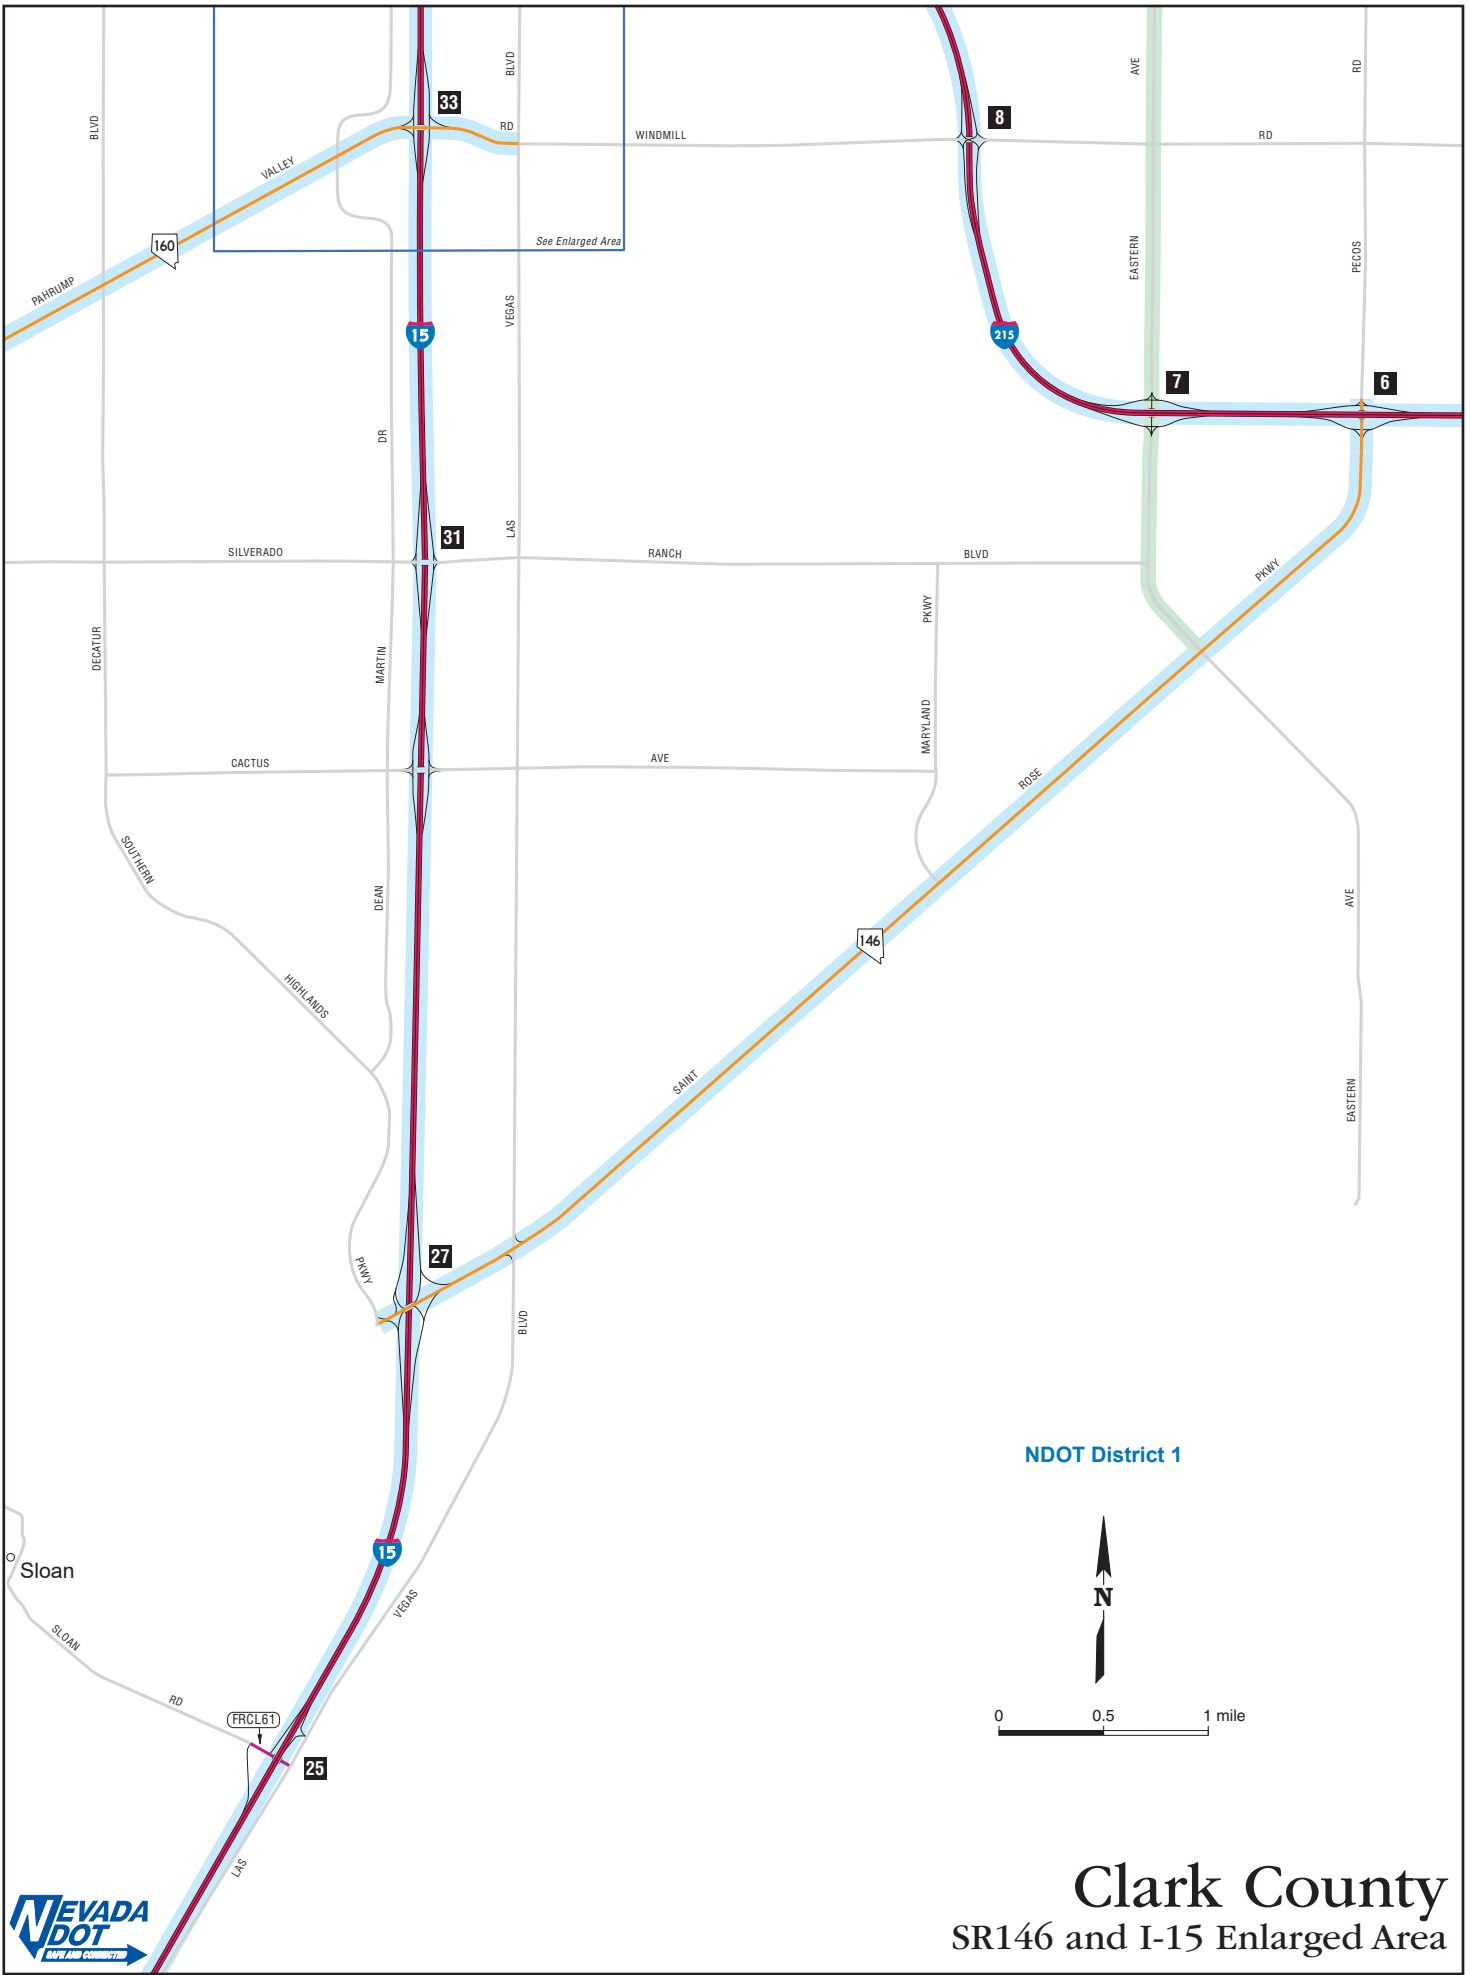 BLVD
BLVD
AVE
RD
33
8
RD
WINDMILL
RD
VALLEY
160
See Enlarged Area
EASTERN
PECOS
PAHRUMP
VEGAS
15
215
7
6
DR
LAS
31
SILVERADO
RANCH
BLVD
PKWY
PKWY
DECATUR
MARTIN
MARYLAND
CACTUS
AVE
ROSE
SOUTHERN
DEAN
AVE
146
HIGHLANDS
SAINT
EASTERN
27
PKWY
BLVD
NDOT District 1
15
Sloan
N
VEGAS
SLOAN
RD
FRCL61
0 0.5 1 mile
25
LAS
Clark County
SR146 and I-15 Enlarged Area
NEVADA
DOT
SAFE AND CONNECTED